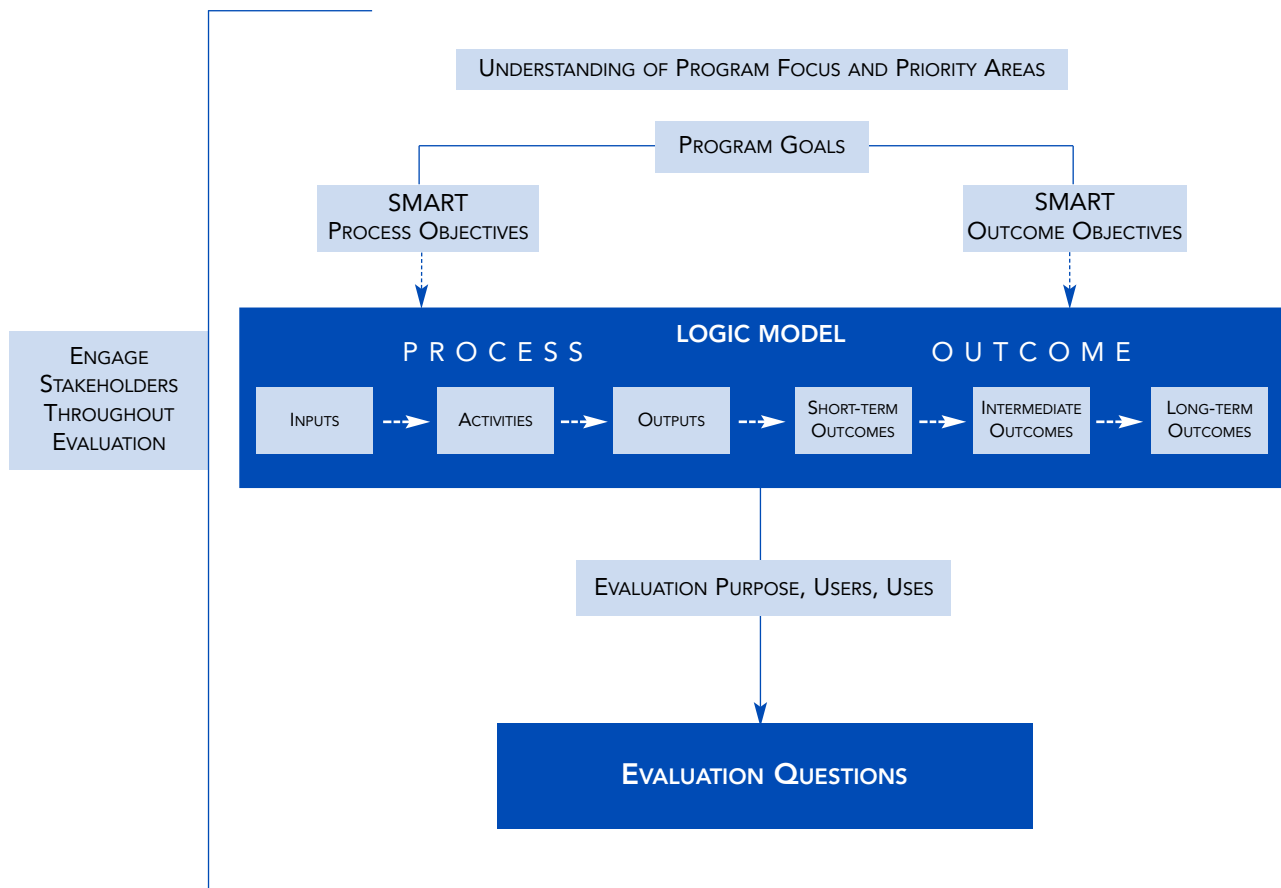 Understanding of Program Focus and Priority Areas
Program Goals
SMART
Process Objectives
SMART
Outcome Objectives
LOGIC MODEL
PROCESS
OUTCOME
Engage
Stakeholders
Throughout
Evaluation
Inputs
Activities
Outputs
Short-term
Outcomes
Intermediate
Outcomes
Long-term
Outcomes
Evaluation Purpose, Users, Uses
Evaluation Questions